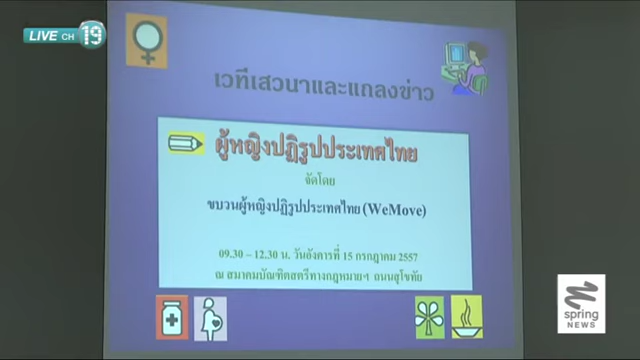 LIVE CH 19
เวทีเสวนาและแถลงข่าว
ผู้หญิงปฏิรูปประเทศไทย
จัดโดย
ขบวนผู้หญิงปฏิรูปประเทศไทย (WeMove)
09.30 – 12.30 น. วันอังคารที่ 15 กรกฎาคม 2557
ณ สมาคมบัณฑิตสตรีทางกฎหมายฯ ถนนสุโขทัย
spring
NEWS